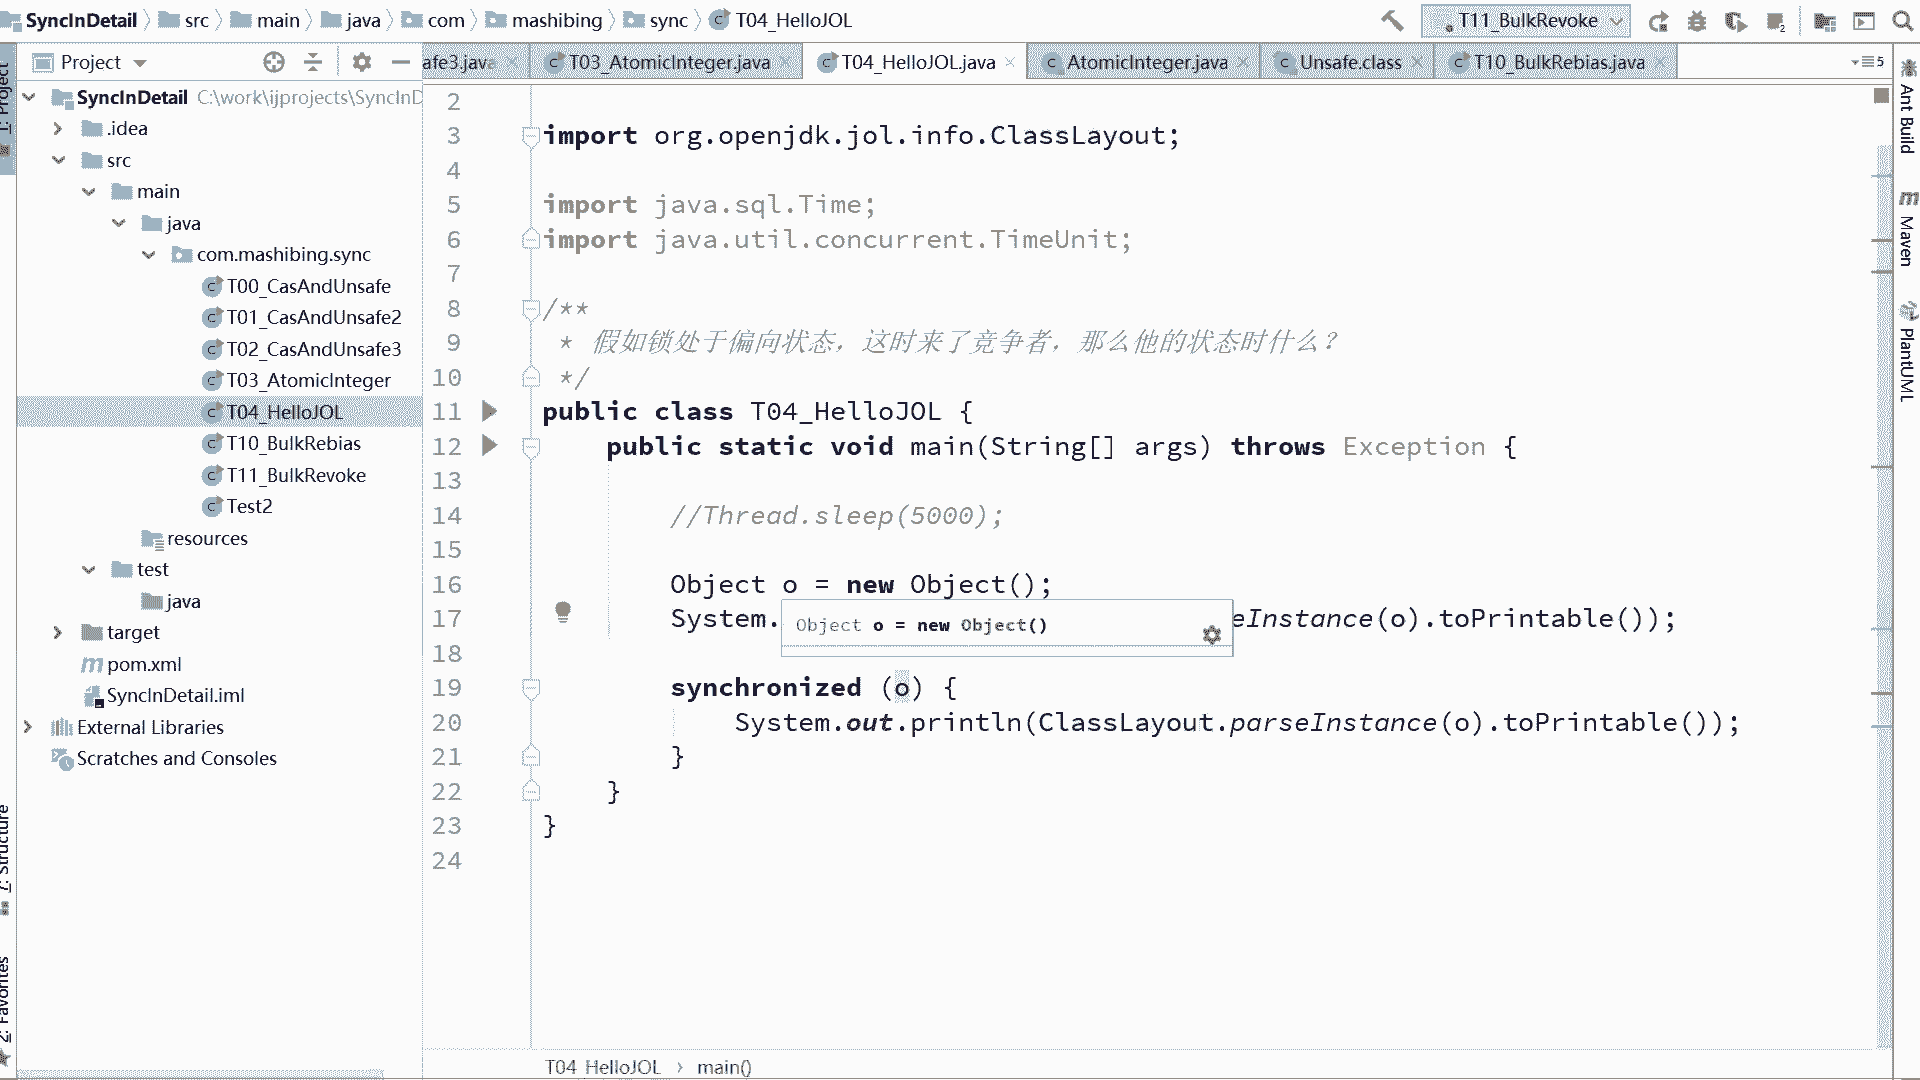 SyncInDetail src main java com mashibing sync T04_HelloJOL
T11_BulkRevoke
Project
afe3.java T03_AtomicInteger.java T04_HelloJOL.java AtomicInteger.java Unsafe.class T10_BulkRebias.java 5
SyncInDetail C:\work\ijprojects\SyncInD
.idea
src
main
java
com.mashibing.sync
T00_CasAndUnsafe
T01_CasAndUnsafe2
T02_CasAndUnsafe3
T03_AtomicInteger
T04_HelloJOL
T10_BulkRebias
T11_BulkRevoke
Test2
resources
test
java
target
pom.xml
SyncInDetail.iml
External Libraries
Scratches and Consoles
2
3 import org.openjdk.jol.info.ClassLayout;
4
5 import java.sql.Time;
6 import java.util.concurrent.TimeUnit;
7
8 /**
9 * 假如锁处于偏向状态，这时来了竞争者，那么他的状态时什么？
10 */
11 public class T04_HelloJOL {
12 public static void main(String[] args) throws Exception {
13
14 //Thread.sleep(5000);
15
16 Object o = new Object();
17 System. eInstance(o).toPrintable());
Object o = new Object()
18
19 synchronized (o) {
20 System.out.println(ClassLayout.parseInstance(o).toPrintable());
21 }
22 }
23 }
24
T04_HelloJOL main()
1: Project
7: Structure
2: Favorites
Ant Build
Maven
PlantUML